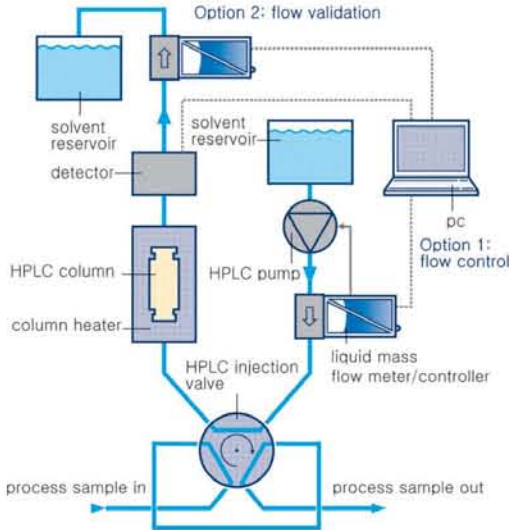 Option 2: flow validation
solvent
reservoir
solvent
reservoir
detector
pc
Option 1:
flow control
HPLC column
HPLC pump
column heater
liquid mass
flow meter/controller
HPLC injection
valve
process sample in
process sample out